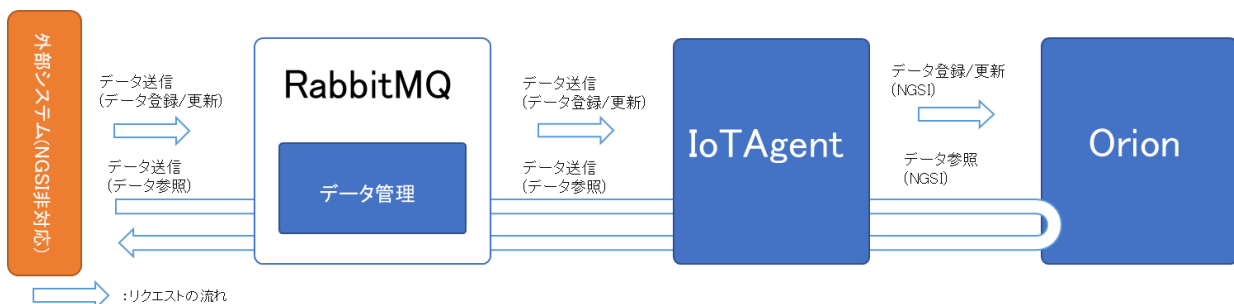 外部システム(NGSI非対応)
データ送信
(データ登録/更新)
データ送信
(データ参照)
RabbitMQ
データ管理
データ送信
(データ登録/更新)
データ送信
(データ参照)
IoTAgent
データ登録/更新
(NGSI)
データ参照
(NGSI)
Orion
:リクエストの流れ